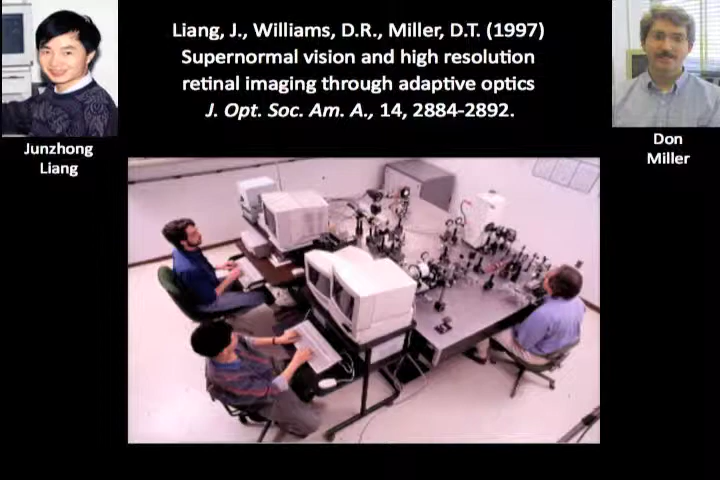 Liang, J., Williams, D.R., Miller, D.T. (1997)
Supernormal vision and high resolution
retinal imaging through adaptive optics
J. Opt. Soc. Am. A., 14, 2884-2892.
Junzhong
Liang
Don
Miller